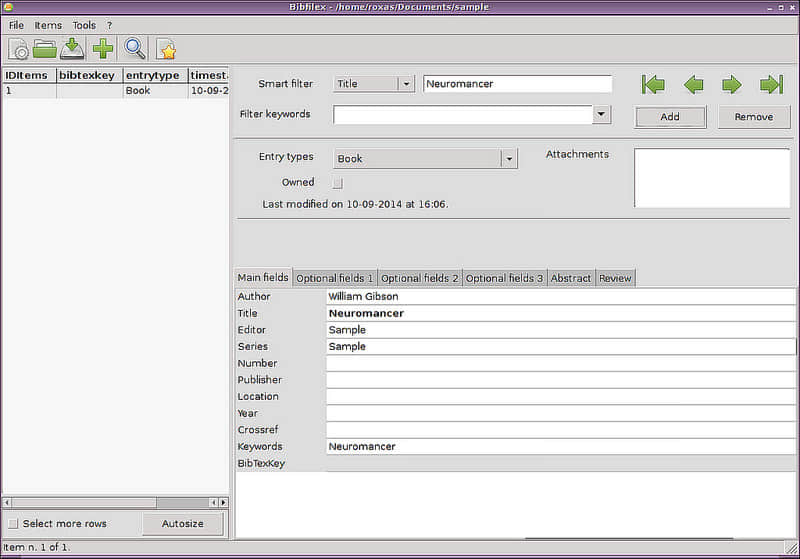 Bibfilex - /home/roxas/Documents/sample
File Items Tools ?
IDItems bibtexkey entrytype timest
1 Book 10-09-2
Smart filter Title Neuromancer
Filter keywords Add Remove
Entry types Book Attachments
Owned
Last modified on 10-09-2014 at 16:06.
Main fields Optional fields 1 Optional fields 2 Optional fields 3 Abstract Review
Author William Gibson
Title Neuromancer
Editor Sample
Series Sample
Number
Publisher
Location
Year
Crossref
Keywords Neuromancer
BibTexKey
Select more rows Autosize
Item n. 1 of 1.